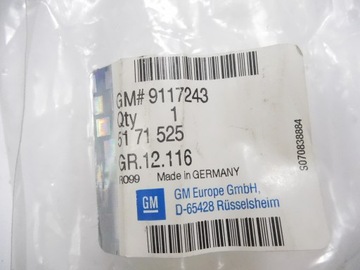 GM# 9117243
Qty 1
51 71 525
GR.12.116
R099 Made in GERMANY
GM
GM Europe GmbH,
D-65428 Rüsselsheim
S070838884